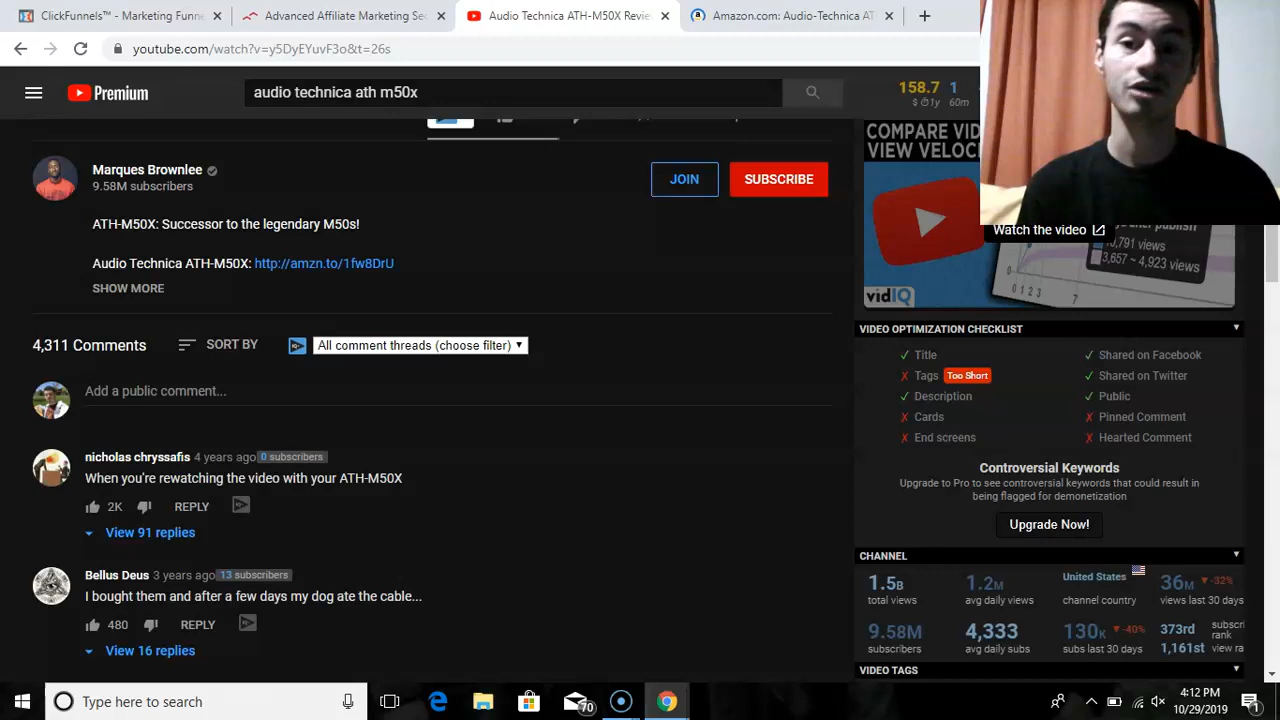 ClickFunnels™ - Marketing Funne
Advanced Affiliate Marketing Sec
Audio Technica ATH-M50X Revie
Amazon.com: Audio-Technica AT
youtube.com/watch?v=y5DyEYuvF3o&t=26s
Premium
audio technica ath m50x
158.7 1
$ 1y 60m
COMPARE VID
VIEW VELOC
Marques Brownlee
9.58M subscribers
JOIN
SUBSCRIBE
Watch the video
10,791 views
3,657 ~ 4,923 views
0 1 2 3 7
vidIQ
ATH-M50X: Successor to the legendary M50s!
Audio Technica ATH-M50X: http://amzn.to/1fw8DrU
SHOW MORE
4,311 Comments
SORT BY
All comment threads (choose filter)
Add a public comment...
nicholas chryssafis 4 years ago 0 subscribers
When you're rewatching the video with your ATH-M50X
2K REPLY
View 91 replies
Bellus Deus 3 years ago 13 subscribers
I bought them and after a few days my dog ate the cable...
480 REPLY
View 16 replies
VIDEO OPTIMIZATION CHECKLIST
✓ Title ✓ Shared on Facebook
✗ Tags Too Short ✓ Shared on Twitter
✓ Description ✓ Public
✗ Cards ✗ Pinned Comment
✗ End screens ✗ Hearted Comment
Controversial Keywords
Upgrade to Pro to see controversial keywords that could result in
being flagged for demonetization
Upgrade Now!
CHANNEL
1.5B 1.2M United States 36M ▼-32%
total views avg daily views channel country views last 30 days
9.58M 4,333 130K ▼-40% 373rd subscri
rank
subscribers avg daily subs subs last 30 days 1,161st view ra
VIDEO TAGS
Type here to search
70
4:12 PM
10/29/2019
1